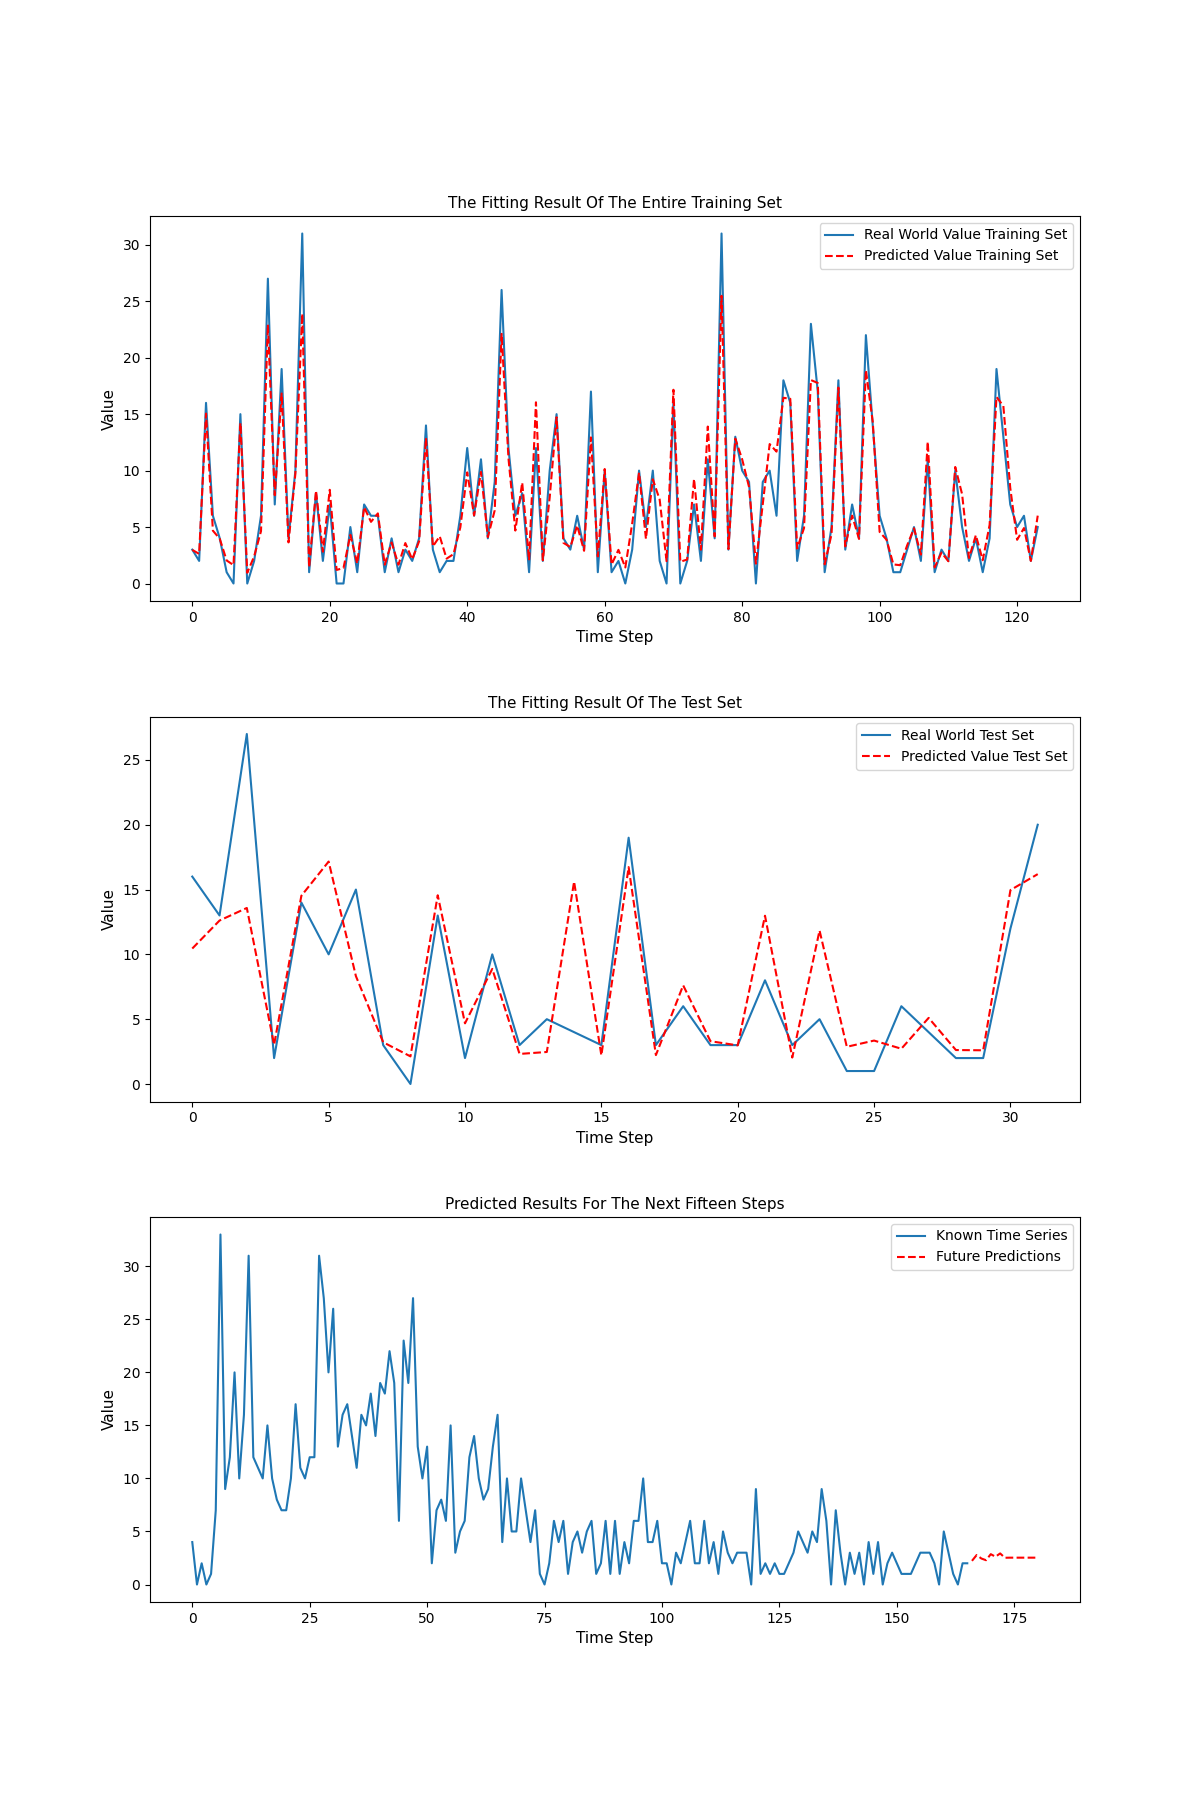 The Fitting Result Of The Entire Training Set
Real World Value Training Set
Predicted Value Training Set
30
25
20
15
10
5
0
Value
0 20 40 60 80 100 120
Time Step
The Fitting Result Of The Test Set
Real World Test Set
Predicted Value Test Set
25
20
15
10
5
0
Value
0 5 10 15 20 25 30
Time Step
Predicted Results For The Next Fifteen Steps
Known Time Series
Future Predictions
30
25
20
15
10
5
0
Value
0 25 50 75 100 125 150 175
Time Step